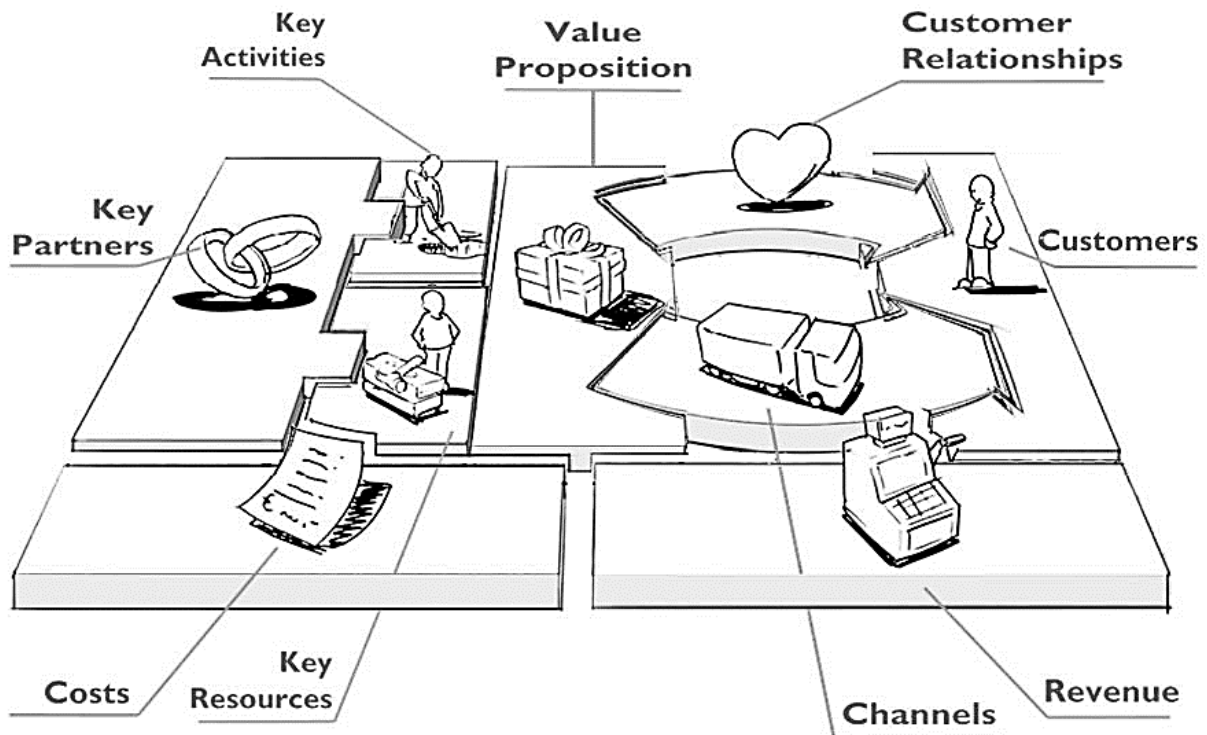 Key
Activities
Value
Proposition
Customer
Relationships
Key
Partners
Customers
Costs
Key
Resources
Channels
Revenue